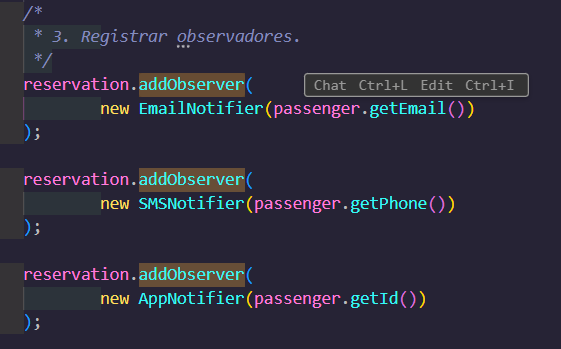 /*
 * 3. Registrar observadores.
 */
reservation.addObserver(
Chat Ctrl+L Edit Ctrl+I
        new EmailNotifier(passenger.getEmail())
);
reservation.addObserver(
        new SMSNotifier(passenger.getPhone())
);
reservation.addObserver(
        new AppNotifier(passenger.getId())
);